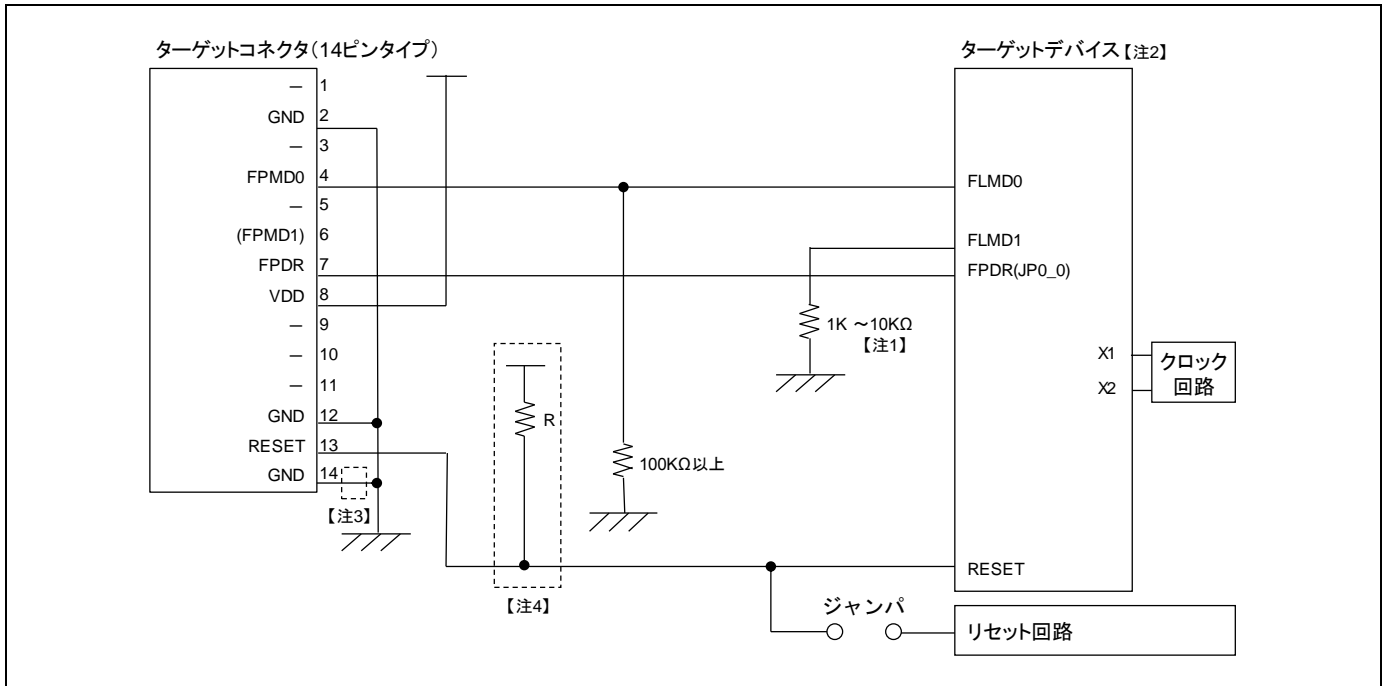 ターゲットコネクタ(14ピンタイプ)
― 1
GND 2
― 3
FPMD0 4
― 5
(FPMD1) 6
FPDR 7
VDD 8
― 9
― 10
― 11
GND 12
RESET 13
GND 14
【注3】
R
【注4】
100KΩ以上
1K ～10KΩ
【注1】
ターゲットデバイス【注2】
FLMD0
FLMD1
FPDR(JP0_0)
X1
X2
クロック
回路
RESET
ジャンパ
リセット回路